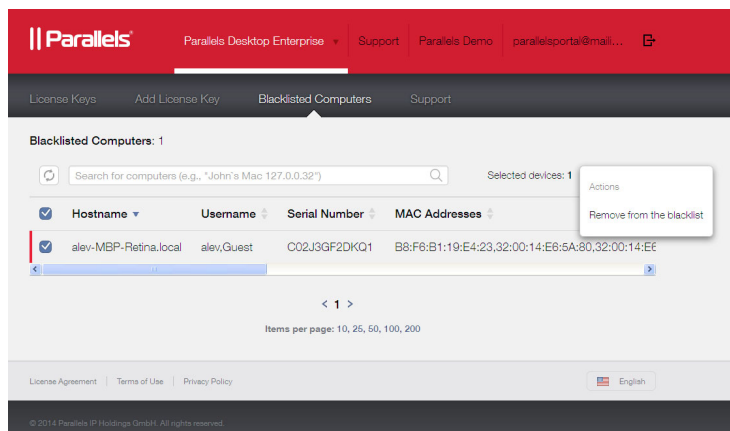 Parallels® Parallels Desktop Enterprise Support Parallels Demo parallelsportal@maili...
License Keys Add License Key Blacklisted Computers Support
Blacklisted Computers: 1
Search for computers (e.g., "John's Mac 127.0.0.32") Selected devices: 1
Actions
Remove from the blacklist
Hostname Username Serial Number MAC Addresses
alev-MBP-Retina.local alev,Guest C02J3GF2DKQ1 B8:F6:B1:19:E4:23,32:00:14:E6:5A:80,32:00:14:E6
< 1 >
Items per page: 10, 25, 50, 100, 200
License Agreement Terms of Use Privacy Policy English
© 2014 Parallels IP Holdings GmbH. All rights reserved.